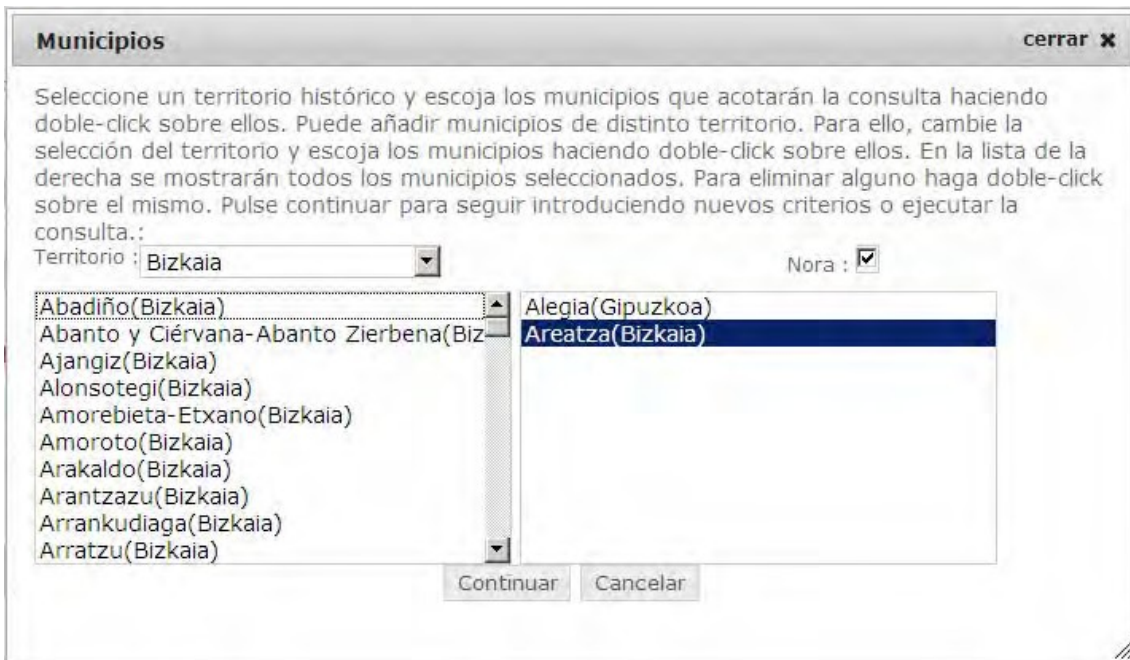 Municipios
cerrar x
Seleccione un territorio histórico y escoja los municipios que acotarán la consulta haciendo
doble-click sobre ellos. Puede añadir municipios de distinto territorio. Para ello, cambie la
selección del territorio y escoja los municipios haciendo doble-click sobre ellos. En la lista de la
derecha se mostrarán todos los municipios seleccionados. Para eliminar alguno haga doble-click
sobre el mismo. Pulse continuar para seguir introduciendo nuevos criterios o ejecutar la
consulta.:
Territorio : Bizkaia
Nora :
Abadiño(Bizkaia)
Abanto y Ciérvana-Abanto Zierbena(Biz
Ajangiz(Bizkaia)
Alonsotegi(Bizkaia)
Amorebieta-Etxano(Bizkaia)
Amoroto(Bizkaia)
Arakaldo(Bizkaia)
Arantzazu(Bizkaia)
Arrankudiaga(Bizkaia)
Arratzu(Bizkaia)
Alegia(Gipuzkoa)
Areatza(Bizkaia)
Continuar
Cancelar